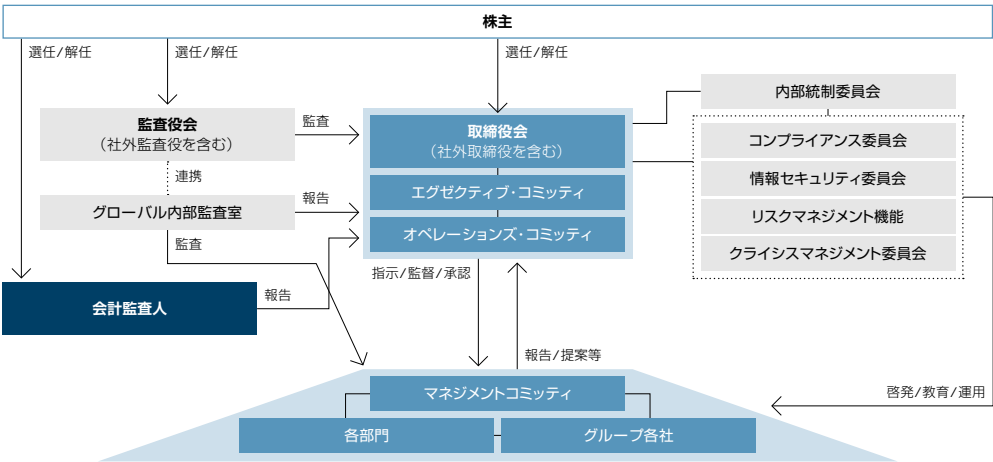 株主
選任/解任
選任/解任
選任/解任
監査役会
(社外監査役を含む)
監査
取締役会
(社外取締役を含む)
内部統制委員会
コンプライアンス委員会
連携
エグゼクティブ・コミッティ
情報セキュリティ委員会
グローバル内部監査室
報告
オペレーションズ・コミッティ
リスクマネジメント機能
監査
クライシスマネジメント委員会
指示/監督/承認
会計監査人
報告
報告/提案等
マネジメントコミッティ
啓発/教育/運用
各部門
グループ各社